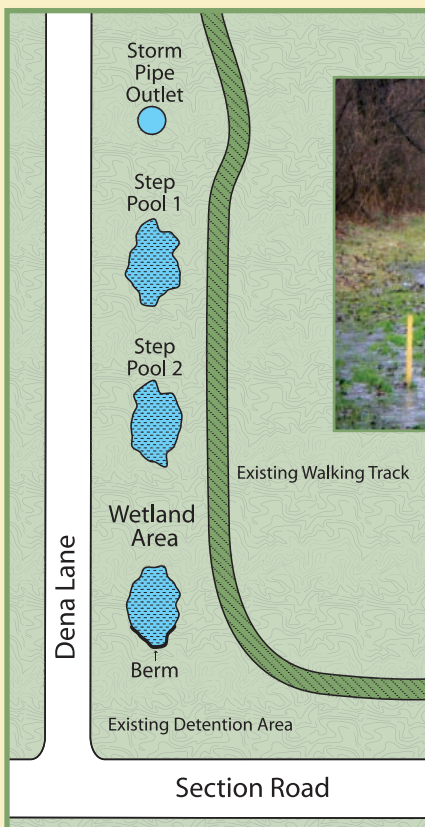 Storm
Pipe
Outlet
Step
Pool 1
Step
Pool 2
Existing Walking Track
Wetland
Area
Dena Lane
Berm
Existing Detention Area
Section Road